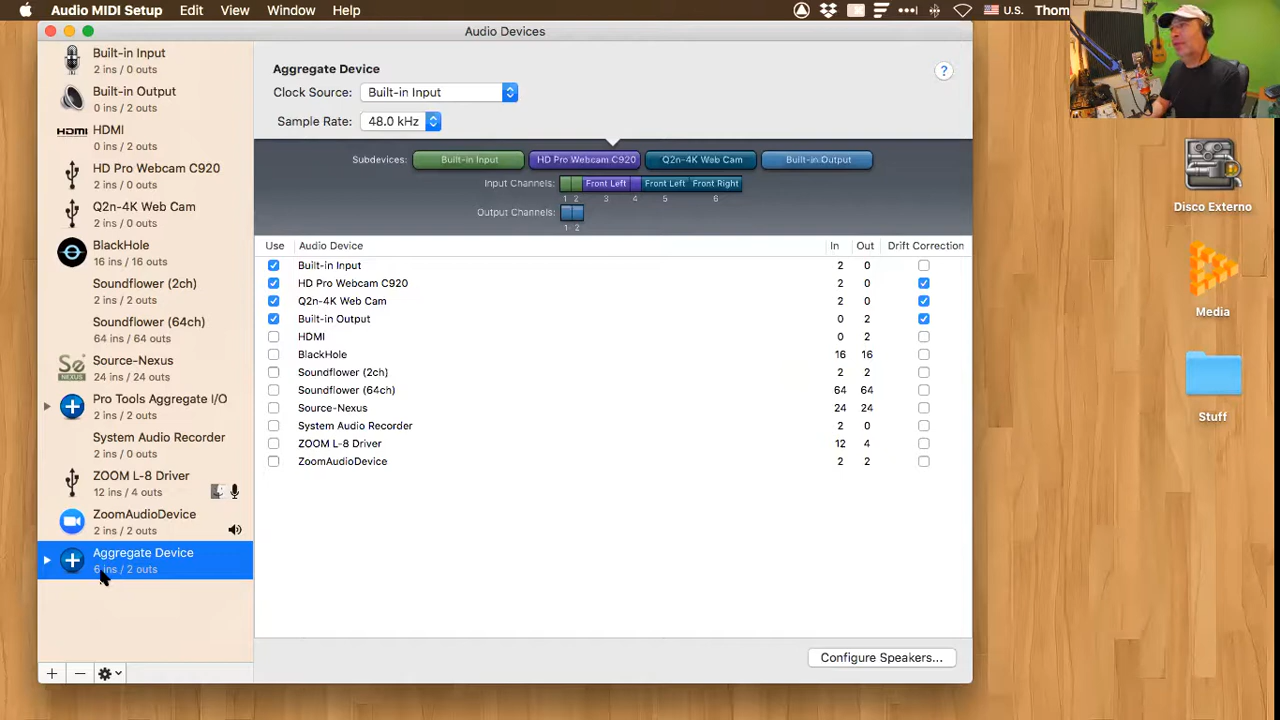 Audio MIDI Setup Edit View Window Help U.S. Thom
Audio Devices
Built-in Input
2 ins / 0 outs
Built-in Output
0 ins / 2 outs
HDMI
0 ins / 2 outs
HD Pro Webcam C920
2 ins / 0 outs
Q2n-4K Web Cam
2 ins / 0 outs
BlackHole
16 ins / 16 outs
Soundflower (2ch)
2 ins / 2 outs
Soundflower (64ch)
64 ins / 64 outs
Se NEXUS
Source-Nexus
24 ins / 24 outs
Pro Tools Aggregate I/O
2 ins / 2 outs
System Audio Recorder
2 ins / 0 outs
ZOOM L-8 Driver
12 ins / 4 outs
ZoomAudioDevice
2 ins / 2 outs
Aggregate Device
6 ins / 2 outs
Aggregate Device
?
Clock Source: Built-in Input
Sample Rate: 48.0 kHz
Subdevices: Built-in Input HD Pro Webcam C920 Q2n-4K Web Cam Built-in Output
Input Channels: Front Left Front Left Front Right
1 2 3 4 5 6
Output Channels:
1 2
Use Audio Device In Out Drift Correction
Built-in Input 2 0
HD Pro Webcam C920 2 0
Q2n-4K Web Cam 2 0
Built-in Output 0 2
HDMI 0 2
BlackHole 16 16
Soundflower (2ch) 2 2
Soundflower (64ch) 64 64
Source-Nexus 24 24
System Audio Recorder 2 0
ZOOM L-8 Driver 12 4
ZoomAudioDevice 2 2
Configure Speakers...
Disco Externo
Media
Stuff